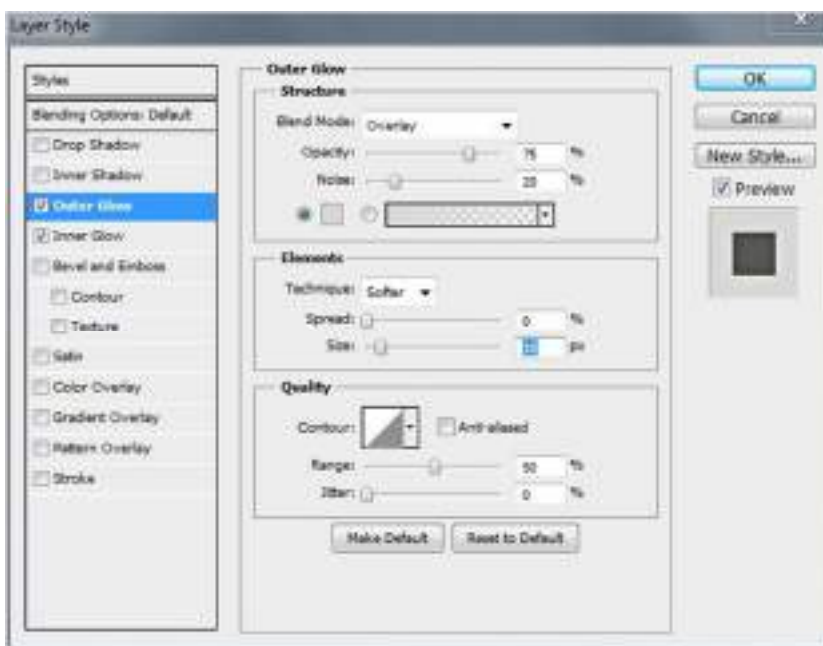 Layer Style
Styles
Blending Options: Default
Drop Shadow
Inner Shadow
Outer Glow
Inner Glow
Bevel and Emboss
Contour
Texture
Satin
Color Overlay
Gradient Overlay
Pattern Overlay
Stroke
Outer Glow
Structure
Blend Mode: Overlay
Opacity: 75 %
Noise: 20 %
Elements
Technique: Softer
Spread: 0 %
Size: px
Quality
Contour: Anti-aliased
Range: 50 %
Jitter: 0 %
Make Default Reset to Default
OK
Cancel
New Style...
Preview